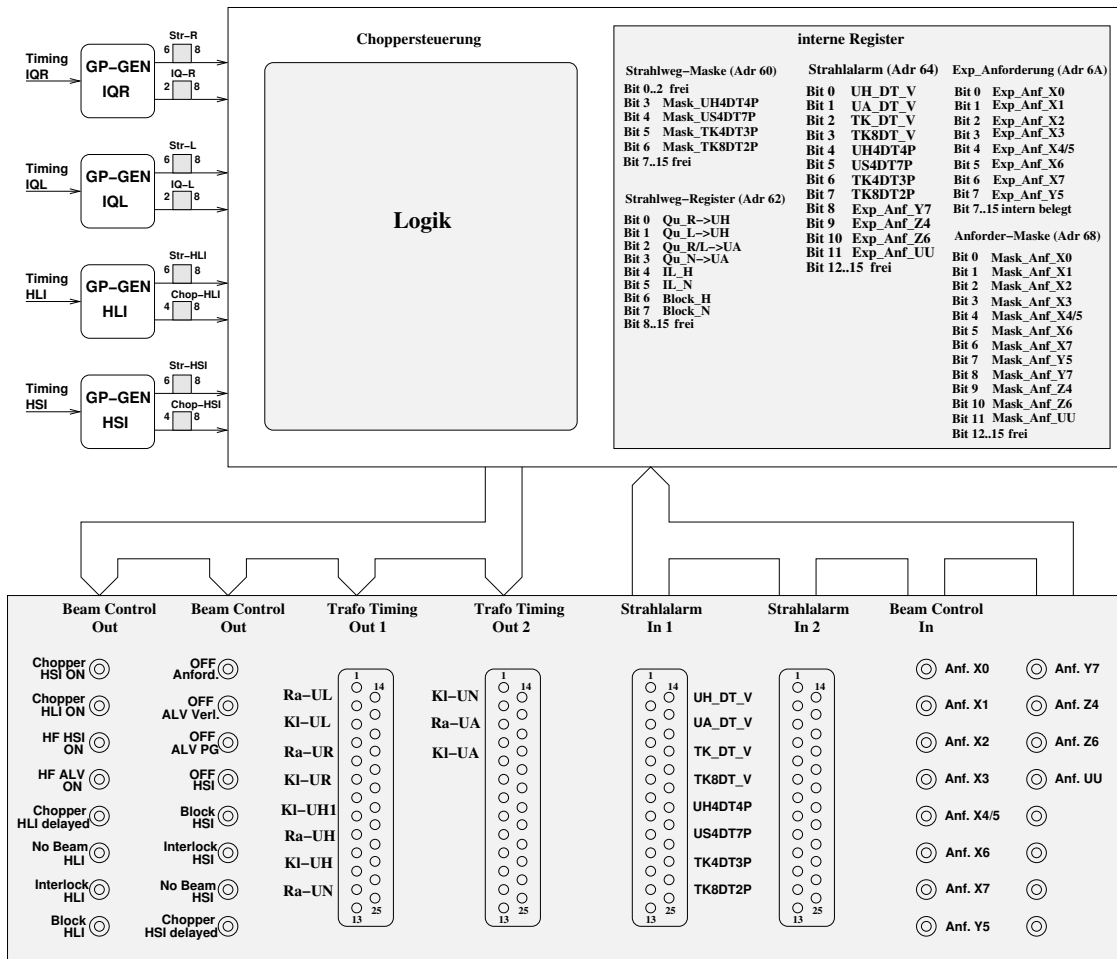 Str-R
6 8
Timing
IQR
GP-GEN
IQR
IQ-R
2 8
Str-L
6 8
Timing
IQL
GP-GEN
IQL
IQ-L
2 8
Str-HLI
6 8
Timing
HLI
GP-GEN
HLI
Chop-HLI
4 8
Str-HSI
6 8
Timing
HSI
GP-GEN
HSI
Chop-HSI
4 8
Choppersteuerung
Logik
interne Register
Strahlweg-Maske (Adr 60)
Bit 0..2 frei
Bit 3 Mask_UH4DT4P
Bit 4 Mask_US4DT7P
Bit 5 Mask_TK4DT3P
Bit 6 Mask_TK8DT2P
Bit 7..15 frei
Strahlweg-Register (Adr 62)
Bit 0 Qu_R->UH
Bit 1 Qu_L->UH
Bit 2 Qu_R/L->UA
Bit 3 Qu_N->UA
Bit 4 IL_H
Bit 5 IL_N
Bit 6 Block_H
Bit 7 Block_N
Bit 8..15 frei
Strahlalarm (Adr 64)
Bit 0 UH_DT_V
Bit 1 UA_DT_V
Bit 2 TK_DT_V
Bit 3 TK8DT_V
Bit 4 UH4DT4P
Bit 5 US4DT7P
Bit 6 TK4DT3P
Bit 7 TK8DT2P
Bit 8 Exp_Anf_Y7
Bit 9 Exp_Anf_Z4
Bit 10 Exp_Anf_Z6
Bit 11 Exp_Anf_UU
Bit 12..15 frei
Exp_Anforderung (Adr 6A)
Bit 0 Exp_Anf_X0
Bit 1 Exp_Anf_X1
Bit 2 Exp_Anf_X2
Bit 3 Exp_Anf_X3
Bit 4 Exp_Anf_X4/5
Bit 5 Exp_Anf_X6
Bit 6 Exp_Anf_X7
Bit 7 Exp_Anf_Y5
Bit 7..15 intern belegt
Anforder-Maske (Adr 68)
Bit 0 Mask_Anf_X0
Bit 1 Mask_Anf_X1
Bit 2 Mask_Anf_X2
Bit 3 Mask_Anf_X3
Bit 4 Mask_Anf_X4/5
Bit 5 Mask_Anf_X6
Bit 6 Mask_Anf_X7
Bit 7 Mask_Anf_Y5
Bit 8 Mask_Anf_Y7
Bit 9 Mask_Anf_Z4
Bit 10 Mask_Anf_Z6
Bit 11 Mask_Anf_UU
Bit 12..15 frei
Beam Control
Out
Chopper
HSI ON
Chopper
HLI ON
HF HSI
ON
HF ALV
ON
Chopper
HLI delayed
No Beam
HLI
Interlock
HLI
Block
HLI
Beam Control
Out
OFF
Anford.
OFF
ALV Verl.
OFF
ALV PG
OFF
HSI
Block
HSI
Interlock
HSI
No Beam
HSI
Chopper
HSI delayed
Trafo Timing
Out 1
Ra-UL
Kl-UL
Ra-UR
Kl-UR
Kl-UH1
Ra-UH
Kl-UH
Ra-UN
1
14
13
25
Trafo Timing
Out 2
Kl-UN
Ra-UA
Kl-UA
1
14
13
25
Strahlalarm
In 1
1
14
13
25
UH_DT_V
UA_DT_V
TK_DT_V
TK8DT_V
UH4DT4P
US4DT7P
TK4DT3P
TK8DT2P
Strahlalarm
In 2
1
14
13
25
Beam Control
In
Anf. X0
Anf. X1
Anf. X2
Anf. X3
Anf. X4/5
Anf. X6
Anf. X7
Anf. Y5
Anf. Y7
Anf. Z4
Anf. Z6
Anf. UU